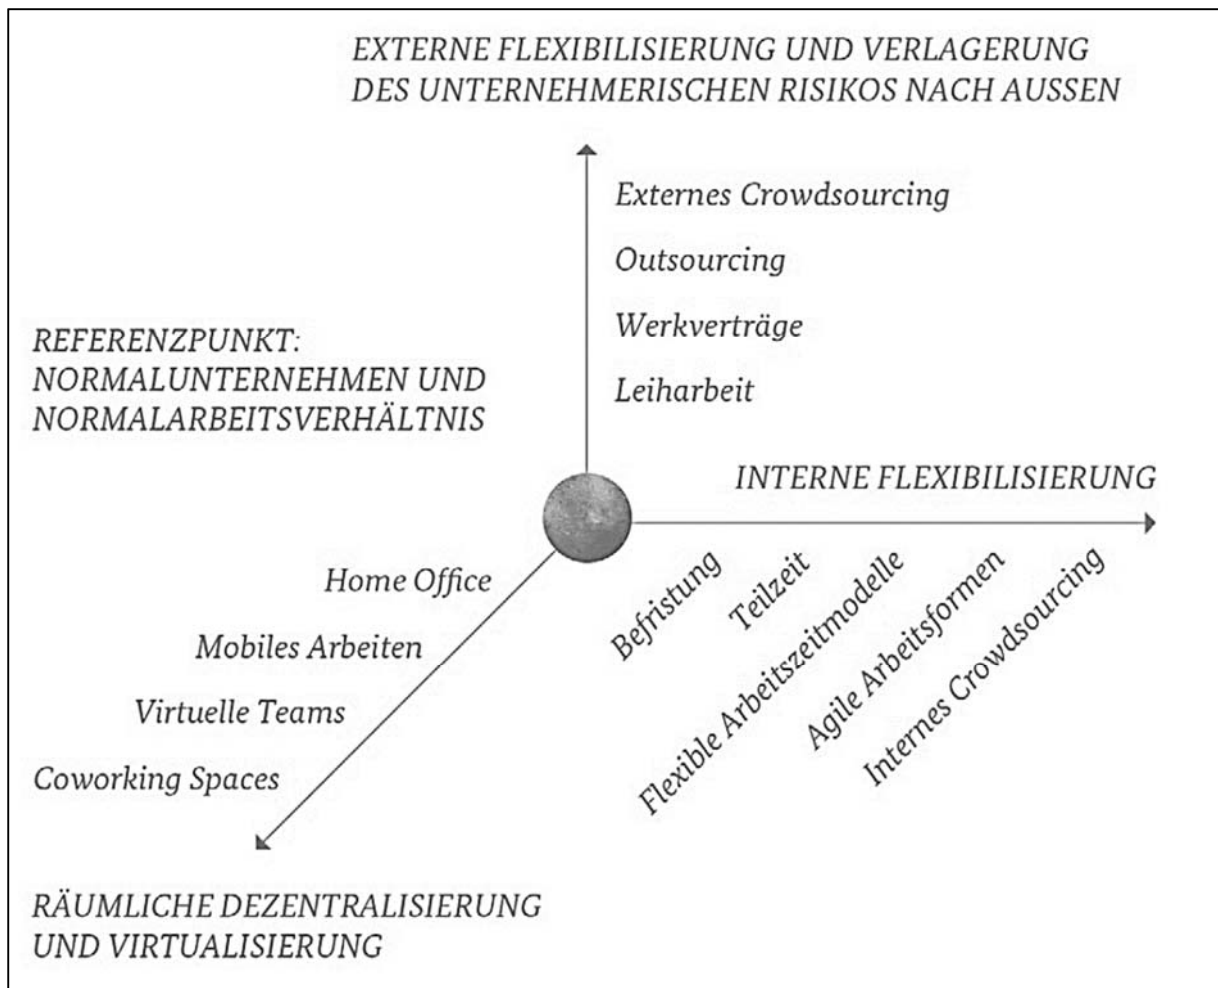 EXTERNE FLEXIBILISIERUNG UND VERLAGERUNG
DES UNTERNEHMERISCHEN RISIKOS NACH AUSSEN
Externes Crowdsourcing
Outsourcing
Werkverträge
Leiharbeit
REFERENZPUNKT:
NORMALUNTERNEHMEN UND
NORMALARBEITSVERHÄLTNIS
INTERNE FLEXIBILISIERUNG
Befristung
Teilzeit
Flexible Arbeitszeitmodelle
Agile Arbeitsformen
Internes Crowdsourcing
Home Office
Mobiles Arbeiten
Virtuelle Teams
Coworking Spaces
RÄUMLICHE DEZENTRALISIERUNG
UND VIRTUALISIERUNG